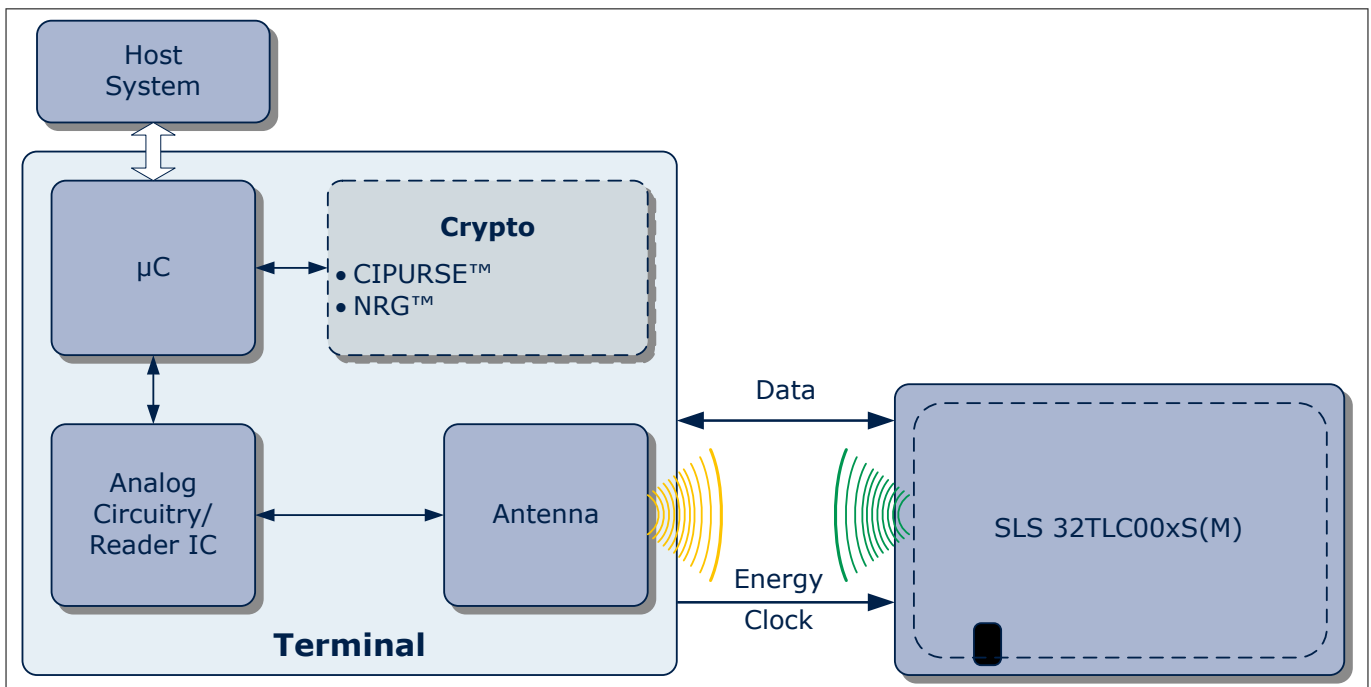 Host
System
µC
Crypto
• CIPURSE™
• NRG™
Data
Analog
Circuitry/
Reader IC
Antenna
SLS 32TLC00xS(M)
Energy
Clock
Terminal